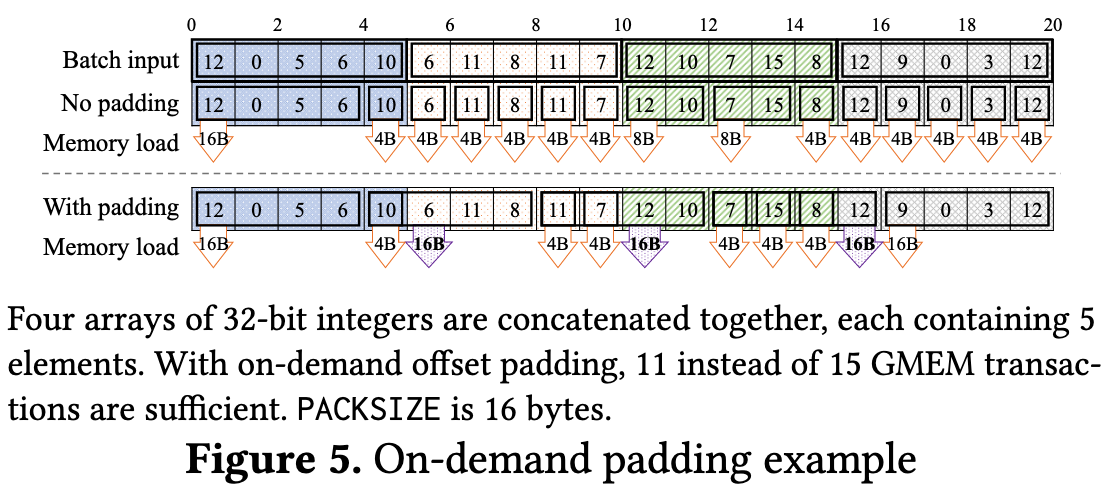 0 2 4 6 8 10 12 14 16 18 20
Batch input 12 0 5 6 10 6 11 8 11 7 12 10 7 15 8 12 9 0 3 12
No padding 12 0 5 6 10 6 11 8 11 7 12 10 7 15 8 12 9 0 3 12
Memory load 16B 4B 4B 4B 4B 4B 4B 8B 8B 4B 4B 4B 4B 4B 4B
With padding 12 0 5 6 10 6 11 8 11 7 12 10 7 15 8 12 9 0 3 12
Memory load 16B 4B 16B 4B 4B 16B 4B 4B 4B 16B 16B
Four arrays of 32-bit integers are concatenated together, each containing 5
elements. With on-demand offset padding, 11 instead of 15 GMEM transac-
tions are sufficient. PACKSIZE is 16 bytes.
Figure 5. On-demand padding example